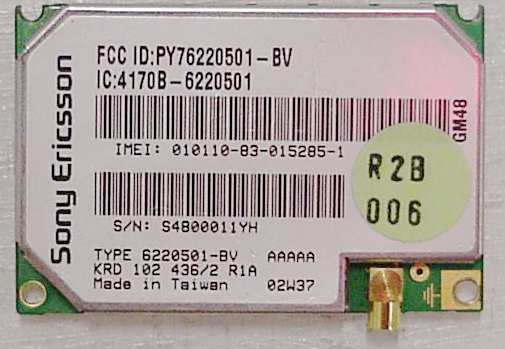 Sony Ericsson
FCC ID:PY76220501-BV
IC:4170B-6220501
GM48
IMEI: 010110-83-015285-1
R2B
006
S/N: S4800011YH
TYPE 6220501-BV AAAAA
KRD 102 436/2 R1A
Made in Taiwan 02W37